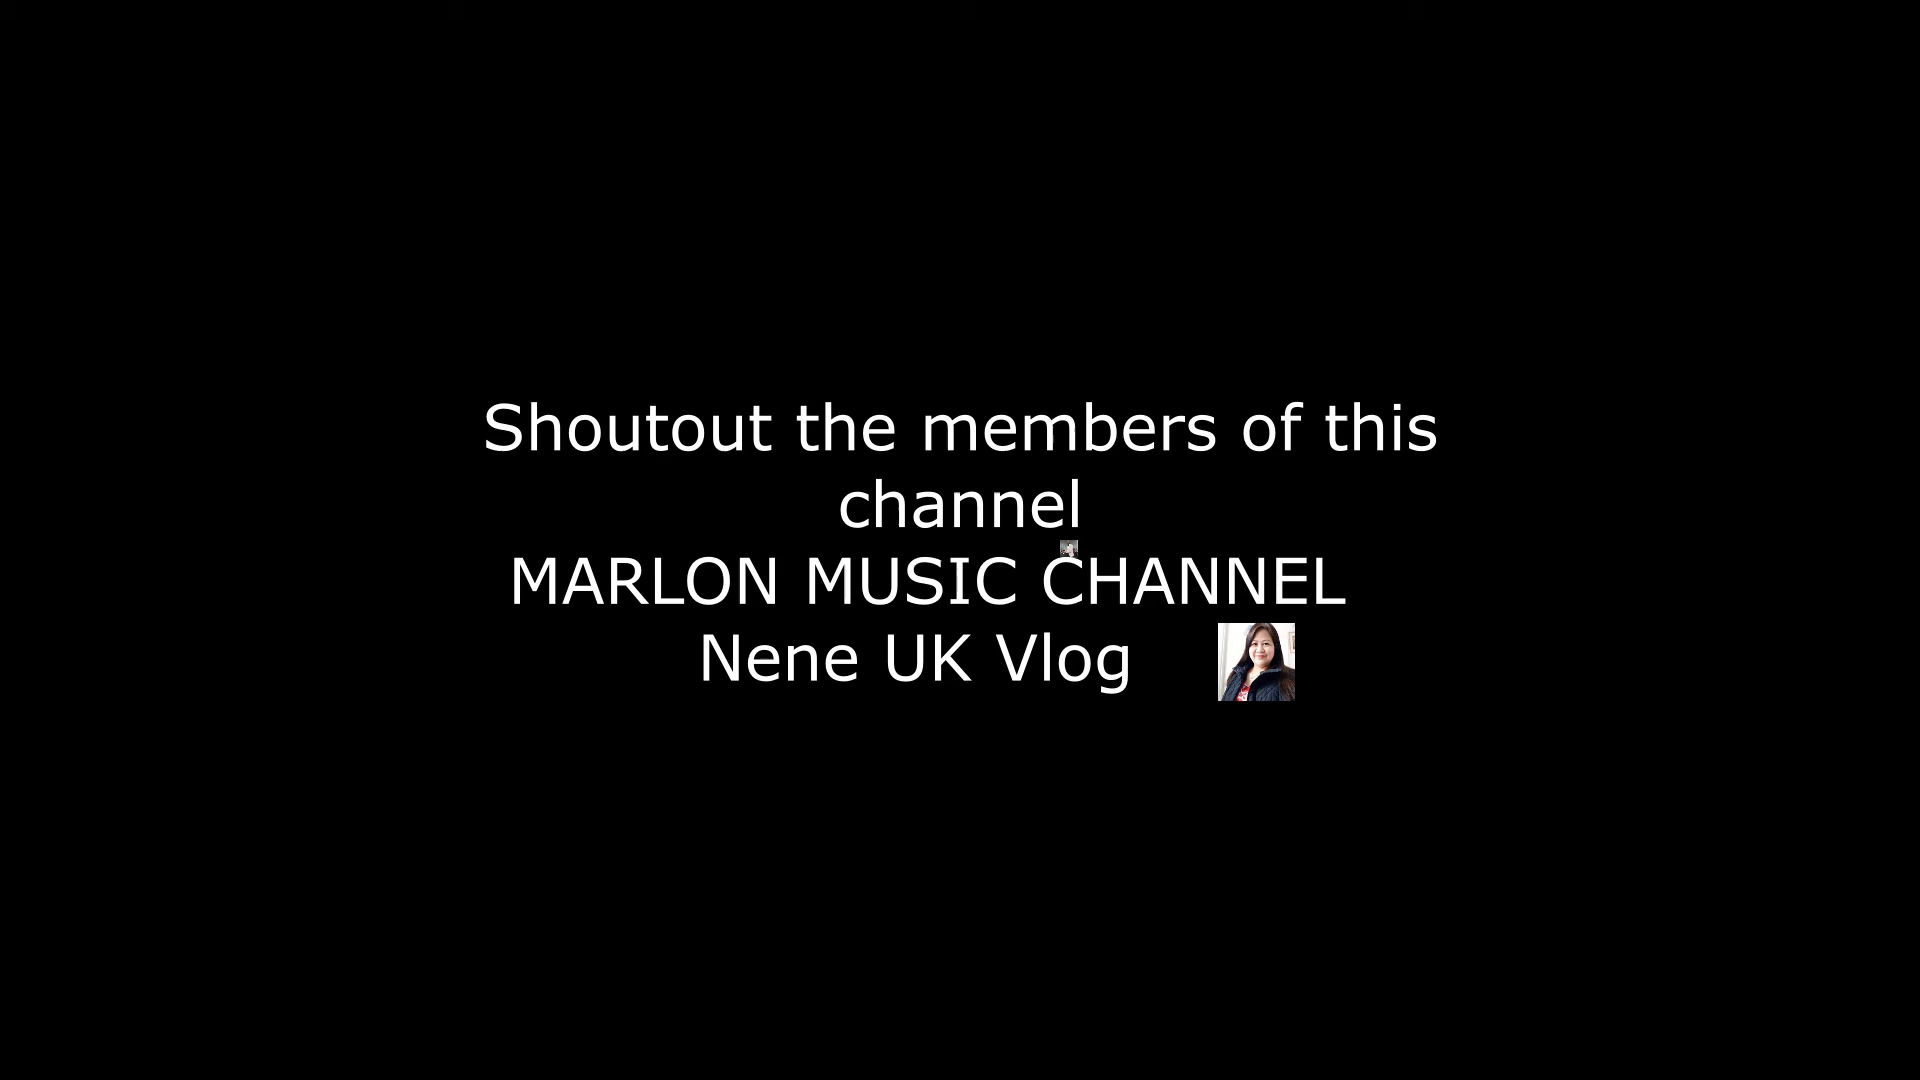 Shoutout the members of this
channel
MARLON MUSIC CHANNEL
Nene UK Vlog